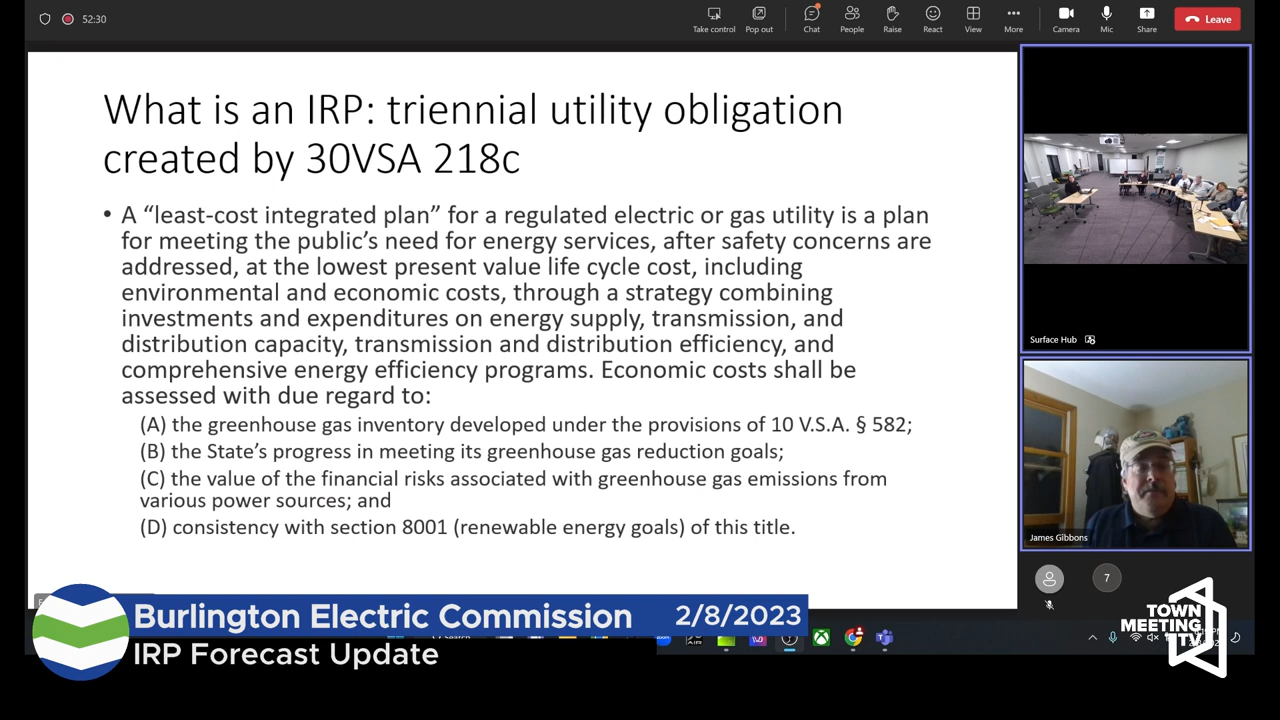 52:30
Take control
Pop out
Chat
People
Raise
React
View
More
Camera
Mic
Share
Leave
What is an IRP: triennial utility obligation
created by 30VSA 218c
• A “least-cost integrated plan” for a regulated electric or gas utility is a plan
for meeting the public’s need for energy services, after safety concerns are
addressed, at the lowest present value life cycle cost, including
environmental and economic costs, through a strategy combining
investments and expenditures on energy supply, transmission, and
distribution capacity, transmission and distribution efficiency, and
comprehensive energy efficiency programs. Economic costs shall be
assessed with due regard to:
(A) the greenhouse gas inventory developed under the provisions of 10 V.S.A. § 582;
(B) the State’s progress in meeting its greenhouse gas reduction goals;
(C) the value of the financial risks associated with greenhouse gas emissions from
various power sources; and
(D) consistency with section 8001 (renewable energy goals) of this title.
Surface Hub
James Gibbons
7
Burlington Electric Commission
2/8/2023
IRP Forecast Update
TOWN
MEETING
TV